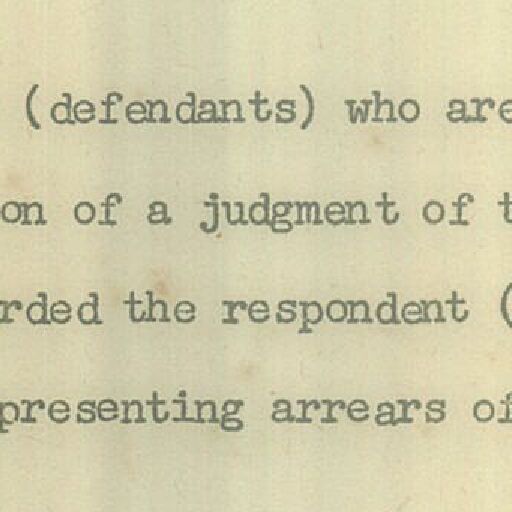 (defendants) who are
on of a judgment of t
rded the respondent (
presenting arrears of